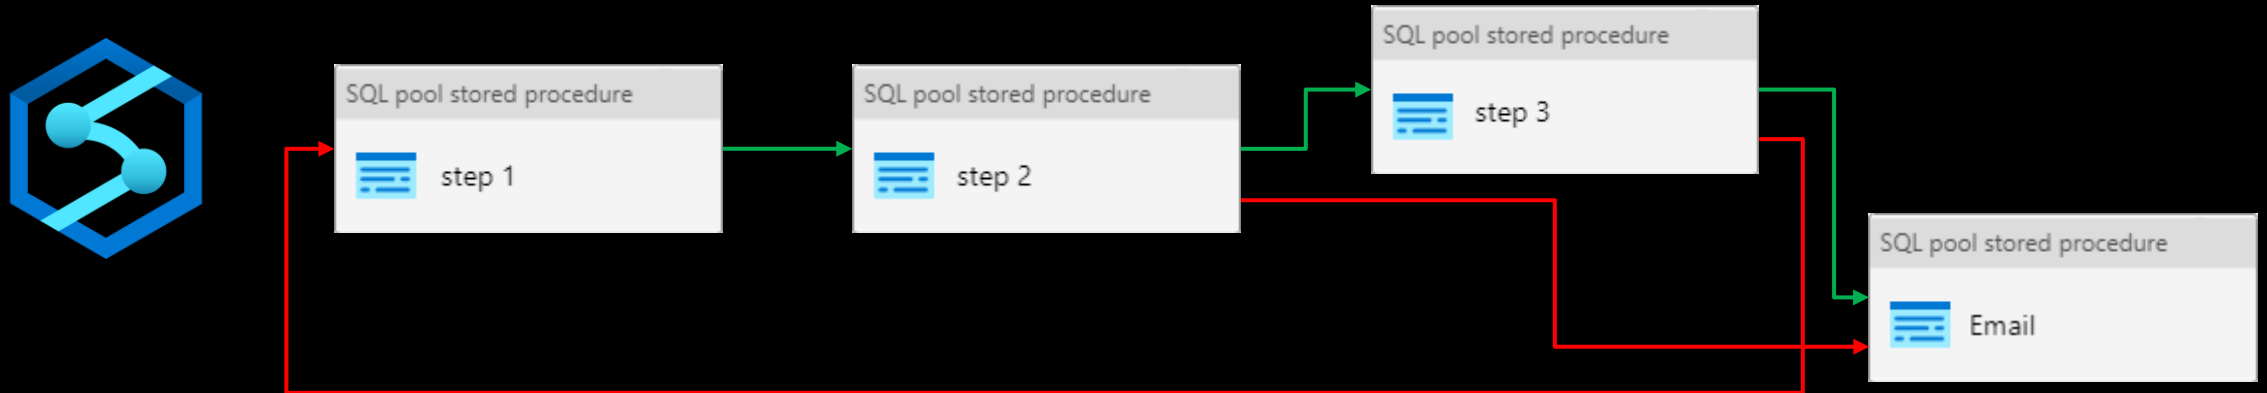 SQL pool stored procedure
step 1
SQL pool stored procedure
step 2
SQL pool stored procedure
step 3
SQL pool stored procedure
Email